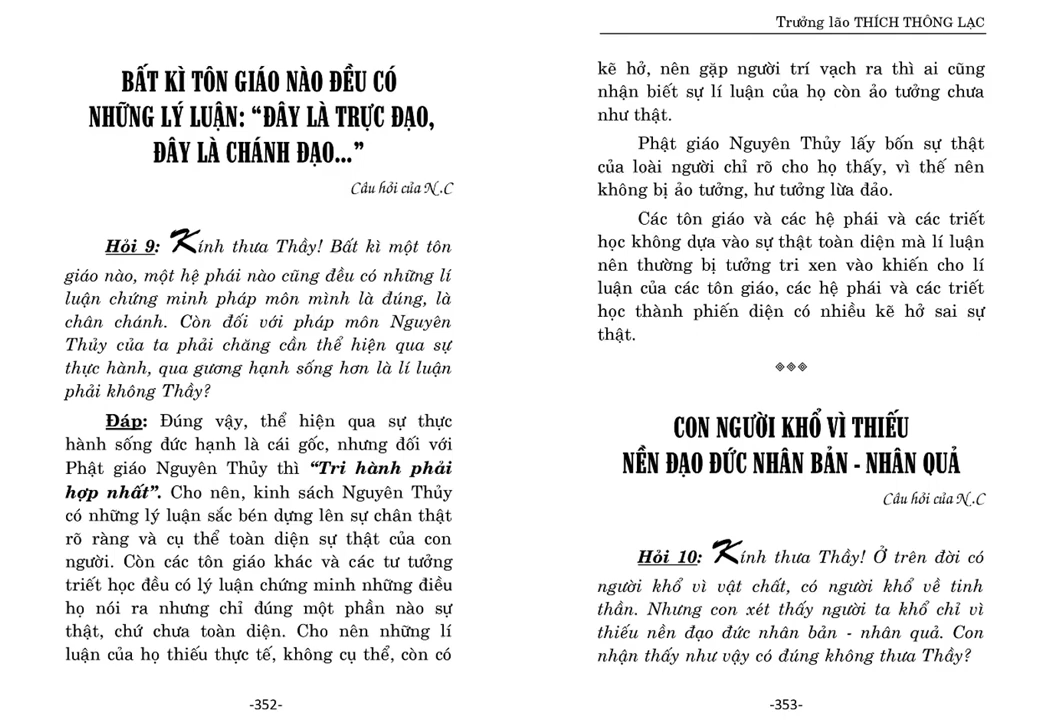 BẤT KÌ TÔN GIÁO NÀO ĐỀU CÓ
NHỮNG LÝ LUẬN: “ĐÂY LÀ TRỰC ĐẠO,
ĐÂY LÀ CHÁNH ĐẠO...”
Câu hỏi của N.C
Hỏi 9: Kính thưa Thầy! Bất kì một tôn
giáo nào, một hệ phái nào cũng đều có những lí
luận chứng minh pháp môn mình là đúng, là
chân chánh. Còn đối với pháp môn Nguyên
Thủy của ta phải chăng cần thể hiện qua sự
thực hành, qua gương hạnh sống hơn là lí luận
phải không Thầy?
Đáp: Đúng vậy, thể hiện qua sự thực
hành sống đức hạnh là cái gốc, nhưng đối với
Phật giáo Nguyên Thủy thì “Tri hành phải
hợp nhất”. Cho nên, kinh sách Nguyên Thủy
có những lý luận sắc bén dựng lên sự chân thật
rõ ràng và cụ thể toàn diện sự thật của con
người. Còn các tôn giáo khác và các tư tưởng
triết học đều có lý luận chứng minh những điều
họ nói ra nhưng chỉ đúng một phần nào sự
thật, chứ chưa toàn diện. Cho nên những lí
luận của họ thiếu thực tế, không cụ thể, còn có
-352-
Trưởng lão THÍCH THÔNG LẠC
kẽ hở, nên gặp người trí vạch ra thì ai cũng
nhận biết sự lí luận của họ còn ảo tưởng chưa
như thật.
Phật giáo Nguyên Thủy lấy bốn sự thật
của loài người chỉ rõ cho họ thấy, vì thế nên
không bị ảo tưởng, hư tưởng lừa đảo.
Các tôn giáo và các hệ phái và các triết
học không dựa vào sự thật toàn diện mà lí luận
nên thường bị tưởng tri xen vào khiến cho lí
luận của các tôn giáo, các hệ phái và các triết
học thành phiến diện có nhiều kẽ hở sai sự
thật.
CON NGƯỜI KHỔ VÌ THIẾU
NỀN ĐẠO ĐỨC NHÂN BẢN - NHÂN QUẢ
Câu hỏi của N.C
Hỏi 10: Kính thưa Thầy! Ở trên đời có
người khổ vì vật chất, có người khổ về tinh
thần. Nhưng con xét thấy người ta khổ chỉ vì
thiếu nền đạo đức nhân bản - nhân quả. Con
nhận thấy như vậy có đúng không thưa Thầy?
-353-